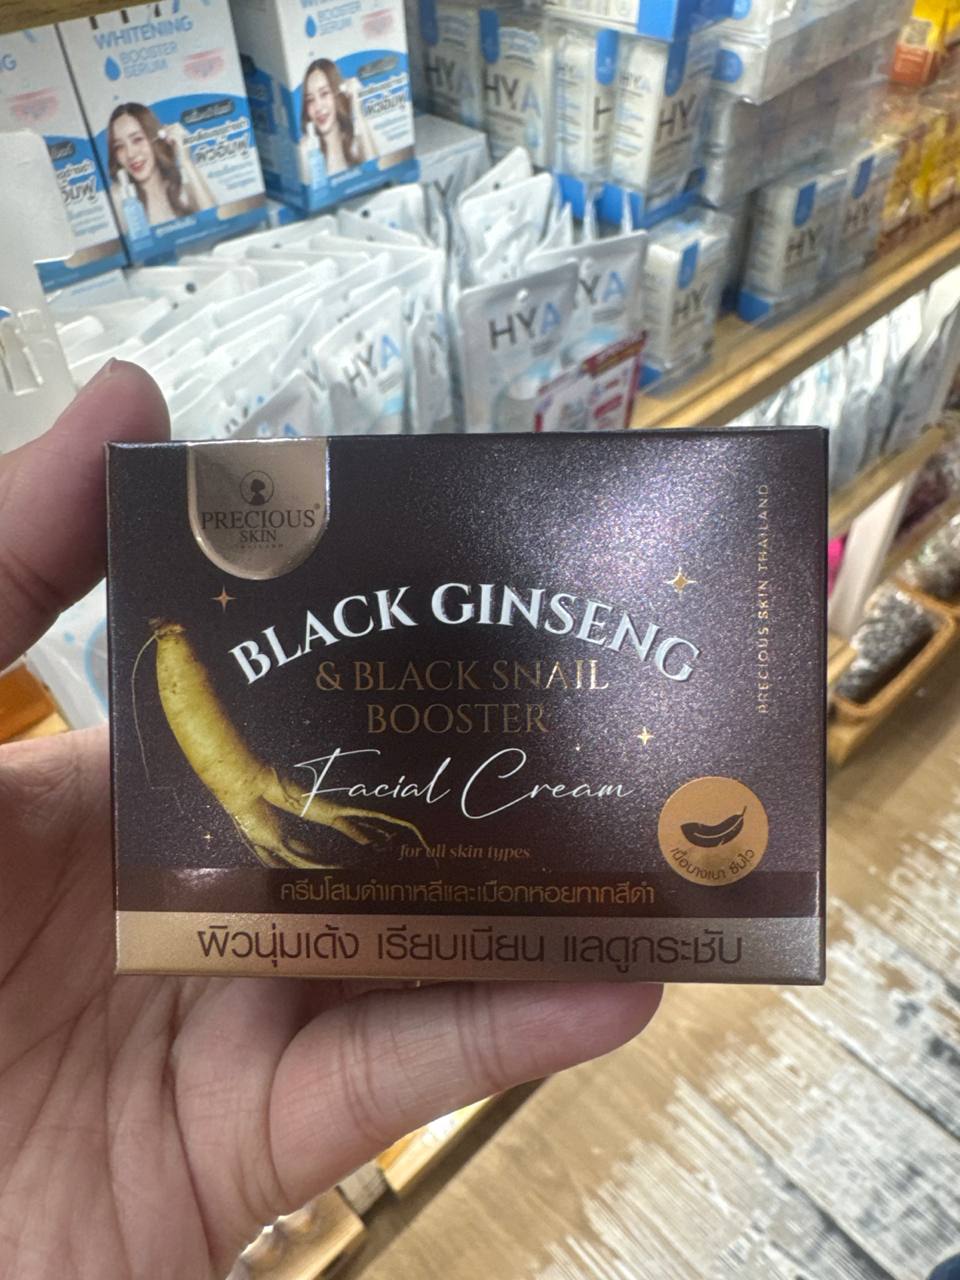 WHITENING
BOOSTER
SERUM
HYA
HYA
HYA
HYA
PRECIOUS
SKIN
THAILAND
PRECIOUS SKIN THAILAND
BLACK GINSENG
& BLACK SNAIL
BOOSTER
Facial Cream
for all skin types
เนื้อบางเบา ซึมไว
ครีมโสมดำเกาหลีและเมือกหอยทากสีดำ
ผิวนุ่มเด้ง เรียบเนียน แลดูกระชับ